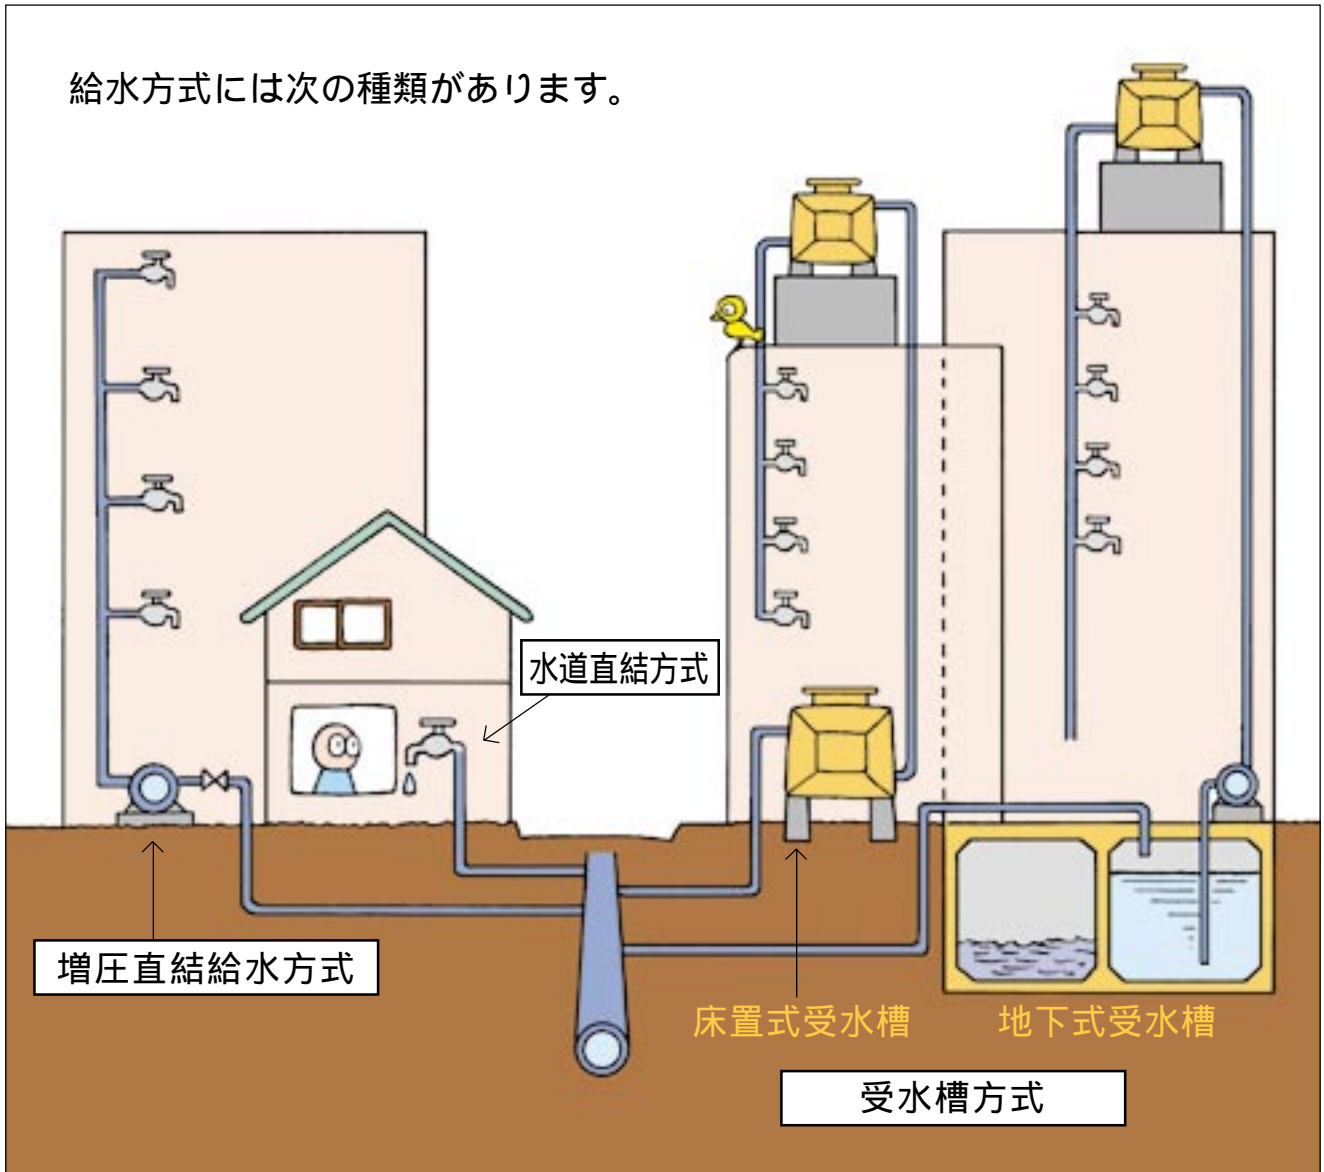 給水方式には次の種類があります。
水道直結方式
増圧直結給水方式
床置式受水槽
地下式受水槽
受水槽方式